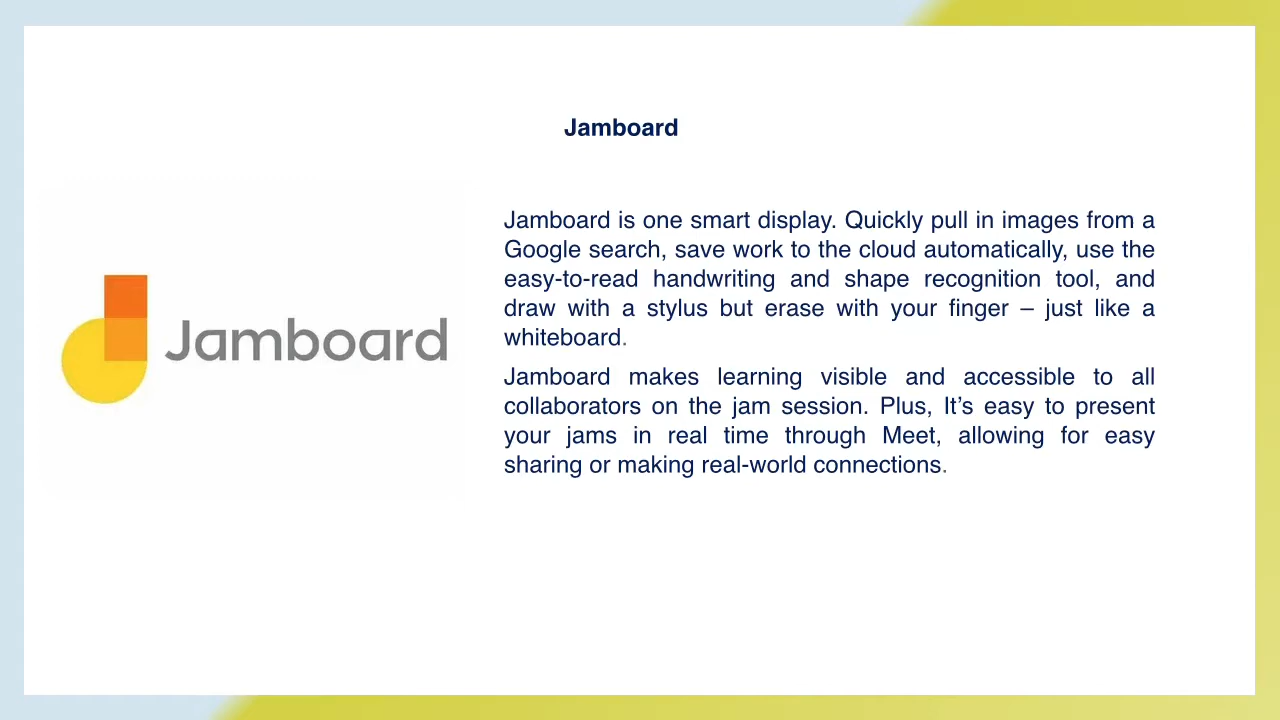 Jamboard
Jamboard
Jamboard is one smart display. Quickly pull in images from a
Google search, save work to the cloud automatically, use the
easy-to-read handwriting and shape recognition tool, and
draw with a stylus but erase with your finger – just like a
whiteboard.
Jamboard makes learning visible and accessible to all
collaborators on the jam session. Plus, It’s easy to present
your jams in real time through Meet, allowing for easy
sharing or making real-world connections.